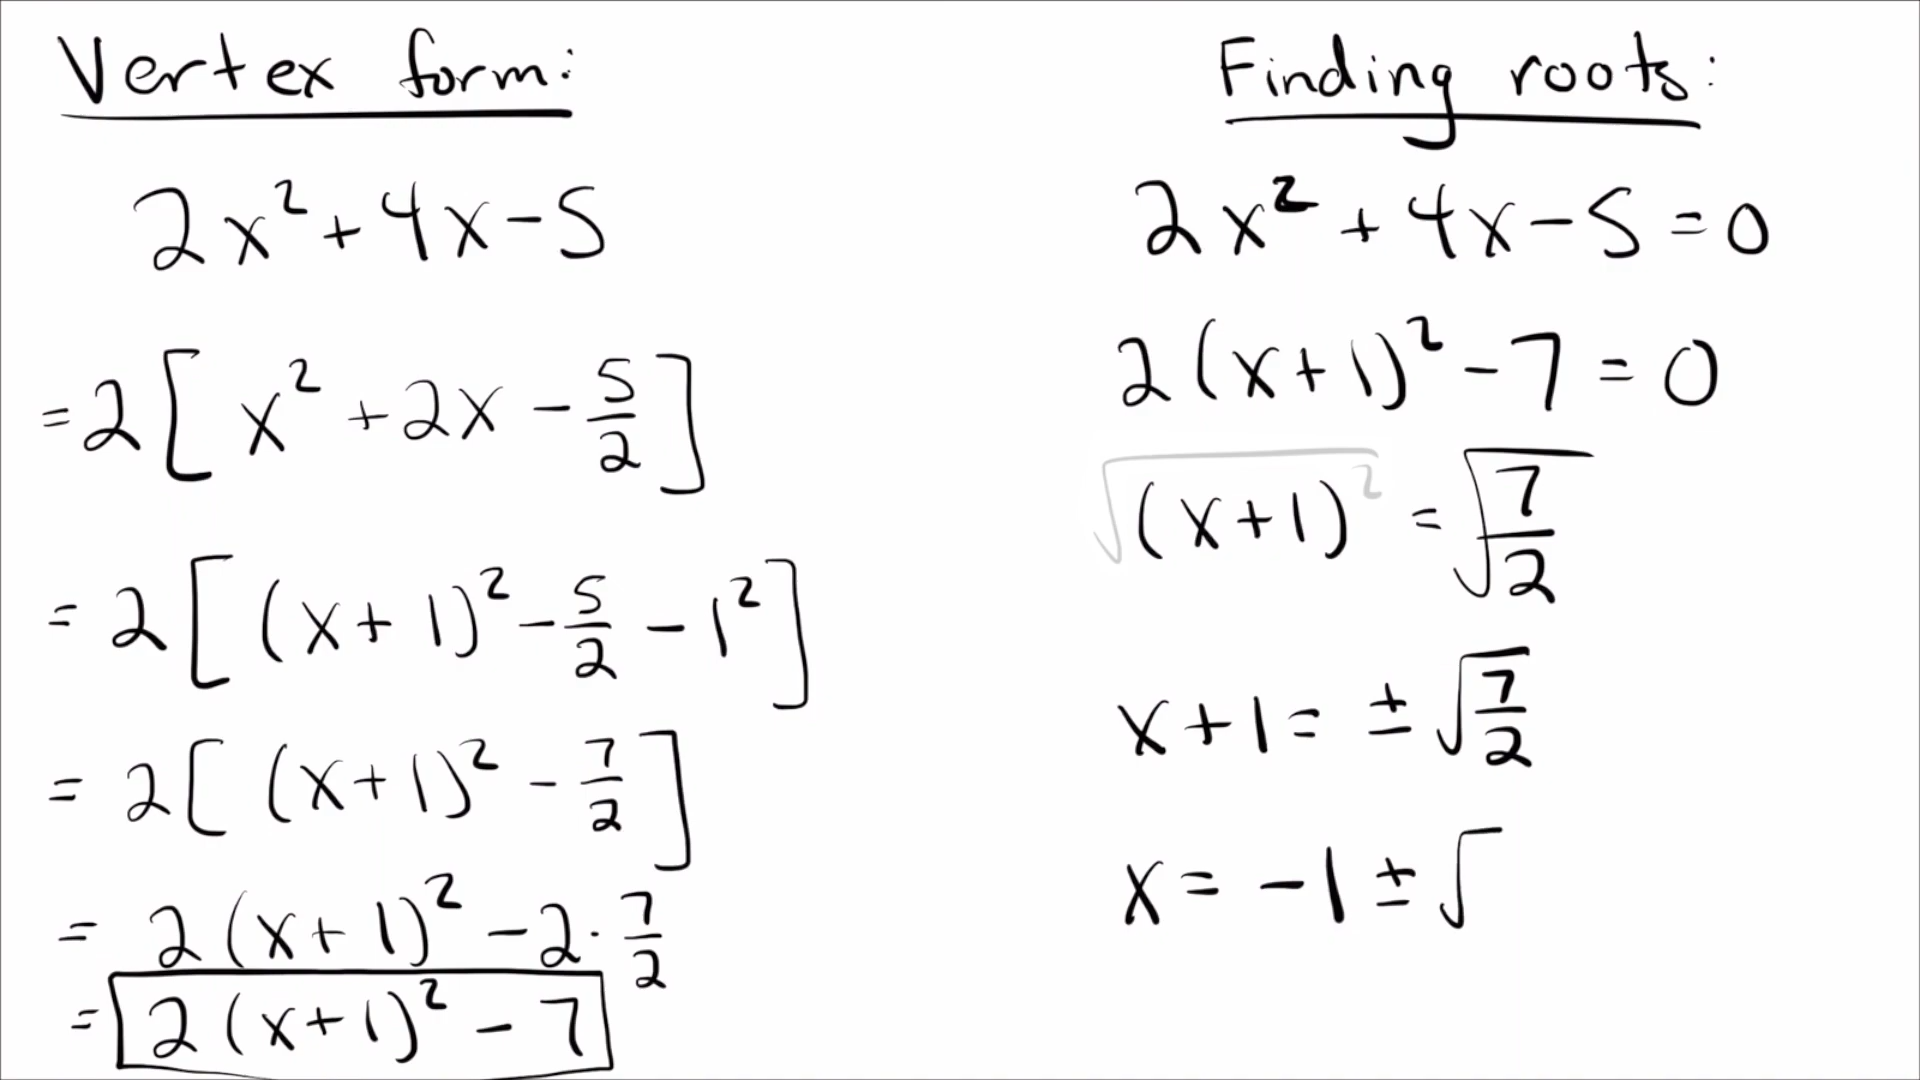 Vertex form:
2x² + 4x - 5
= 2[x² + 2x - 5/2]
= 2[(x+1)² - 5/2 - 1²]
= 2[(x+1)² - 7/2]
= 2(x+1)² - 2·7/2
= 2(x+1)² - 7
Finding roots:
2x² + 4x - 5 = 0
2(x+1)² - 7 = 0
√(x+1)² = √7/2
x+1 = ±√7/2
x = -1 ± √